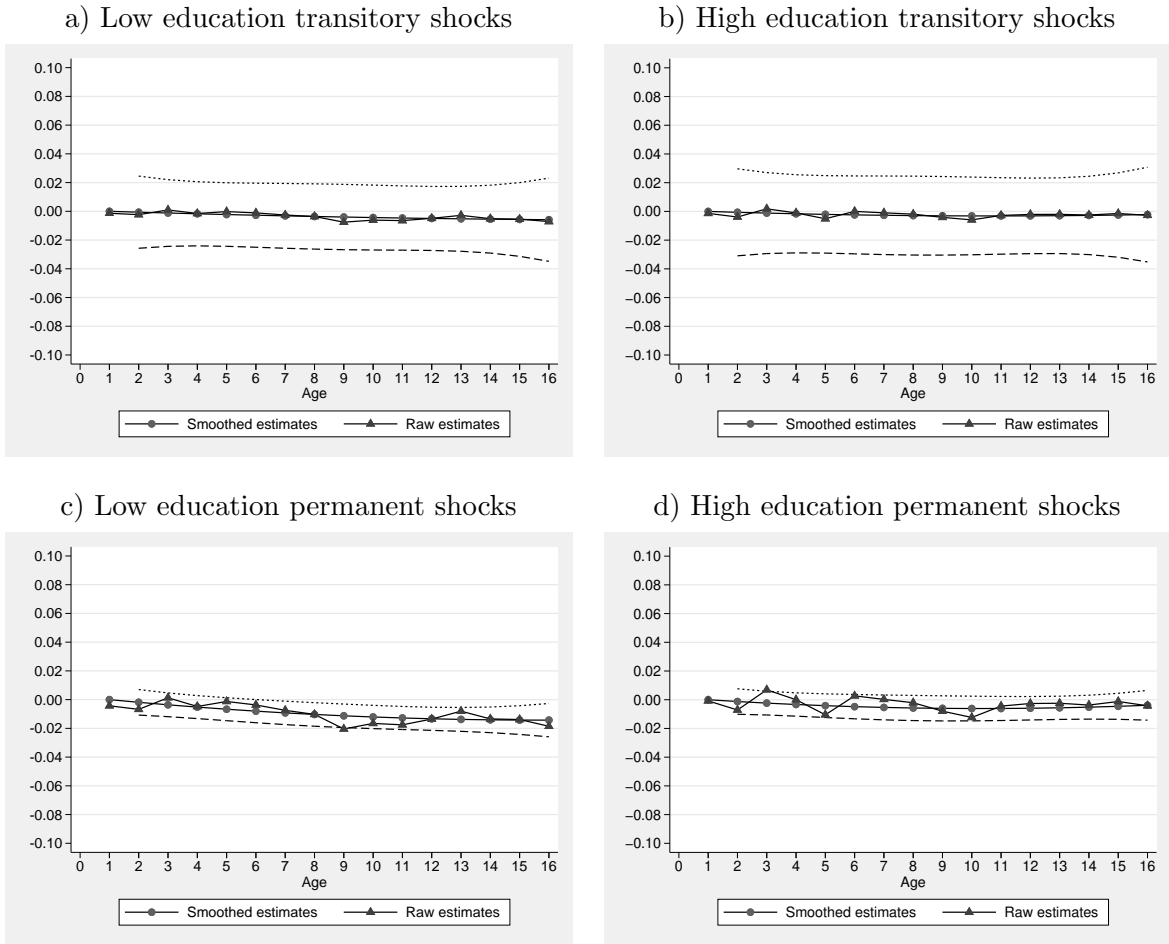 a) Low education transitory shocks
0.10
0.08
0.06
0.04
0.02
0.00
-0.02
-0.04
-0.06
-0.08
-0.10
0 1 2 3 4 5 6 7 8 9 10 11 12 13 14 15 16
Age
Smoothed estimates Raw estimates
b) High education transitory shocks
0.10
0.08
0.06
0.04
0.02
0.00
−0.02
−0.04
−0.06
−0.08
−0.10
0 1 2 3 4 5 6 7 8 9 10 11 12 13 14 15 16
Age
Smoothed estimates Raw estimates
c) Low education permanent shocks
0.10
0.08
0.06
0.04
0.02
0.00
-0.02
-0.04
-0.06
-0.08
-0.10
0 1 2 3 4 5 6 7 8 9 10 11 12 13 14 15 16
Age
Smoothed estimates Raw estimates
d) High education permanent shocks
0.10
0.08
0.06
0.04
0.02
0.00
−0.02
−0.04
−0.06
−0.08
−0.10
0 1 2 3 4 5 6 7 8 9 10 11 12 13 14 15 16
Age
Smoothed estimates Raw estimates